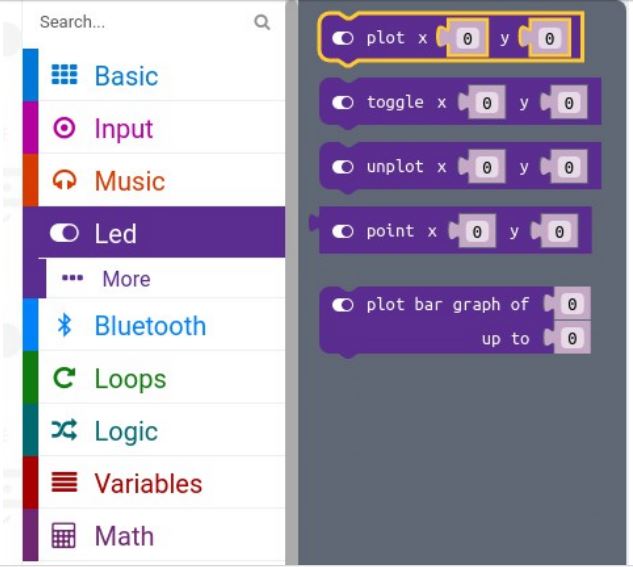 Search...
Basic
Input
Music
Led
More
Bluetooth
Loops
Logic
Variables
Math
plot x 0 y 0
toggle x 0 y 0
unplot x 0 y 0
point x 0 y 0
plot bar graph of 0
up to 0